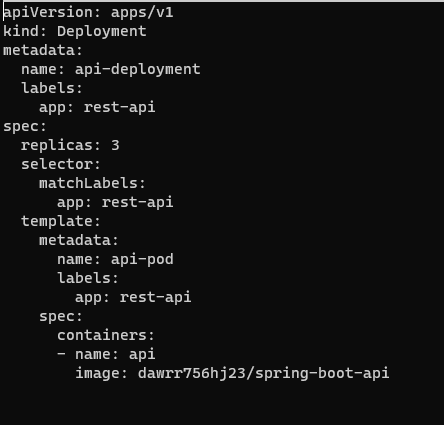 apiVersion: apps/v1
kind: Deployment
metadata:
  name: api-deployment
  labels:
    app: rest-api
spec:
  replicas: 3
  selector:
    matchLabels:
      app: rest-api
  template:
    metadata:
      name: api-pod
      labels:
        app: rest-api
    spec:
      containers:
      - name: api
        image: dawrr756hj23/spring-boot-api